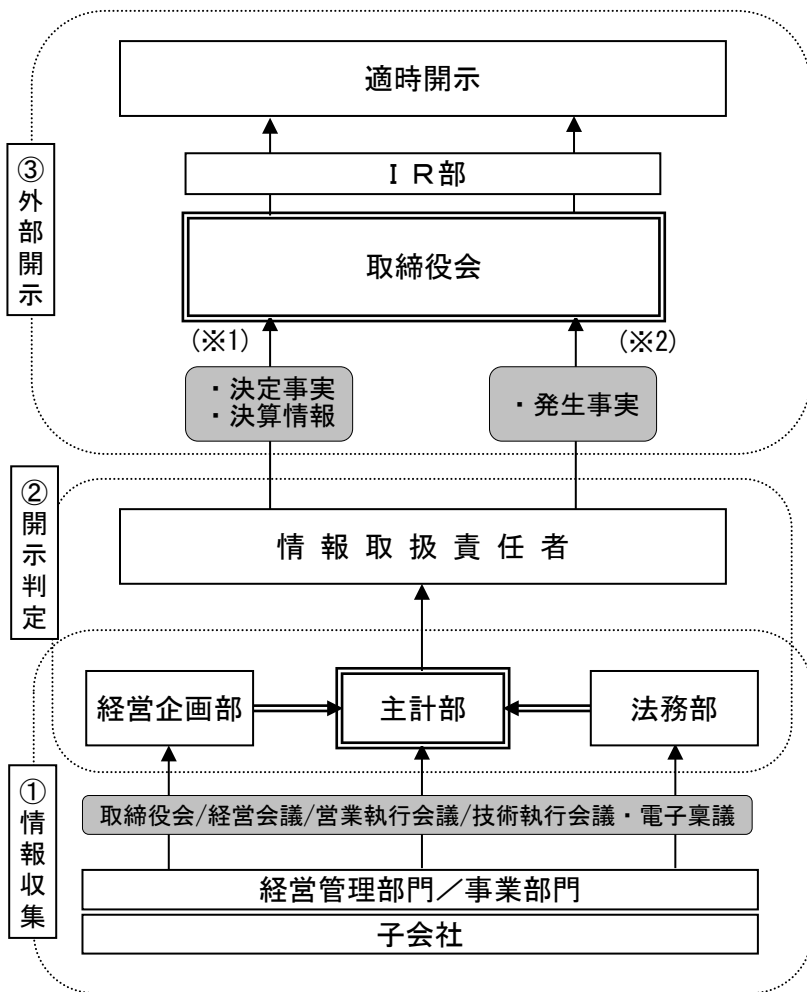 適時開示
ＩＲ部
取締役会
(※1)
(※2)
・決定事実
・決算情報
・発生事実
③外部開示
②開示判定
情報取扱責任者
経営企画部
主計部
法務部
①情報収集
取締役会/経営会議/営業執行会議/技術執行会議・電子稟議
経営管理部門／事業部門
子会社